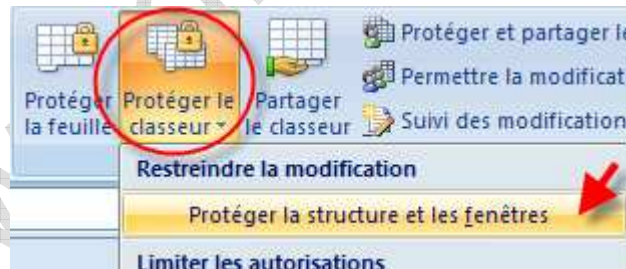 Protéger et partager le
Permettre la modificat
Suivi des modification
Protéger la feuille
Protéger le classeur
Partager le classeur
Restreindre la modification
Protéger la structure et les fenêtres
Limiter les autorisations